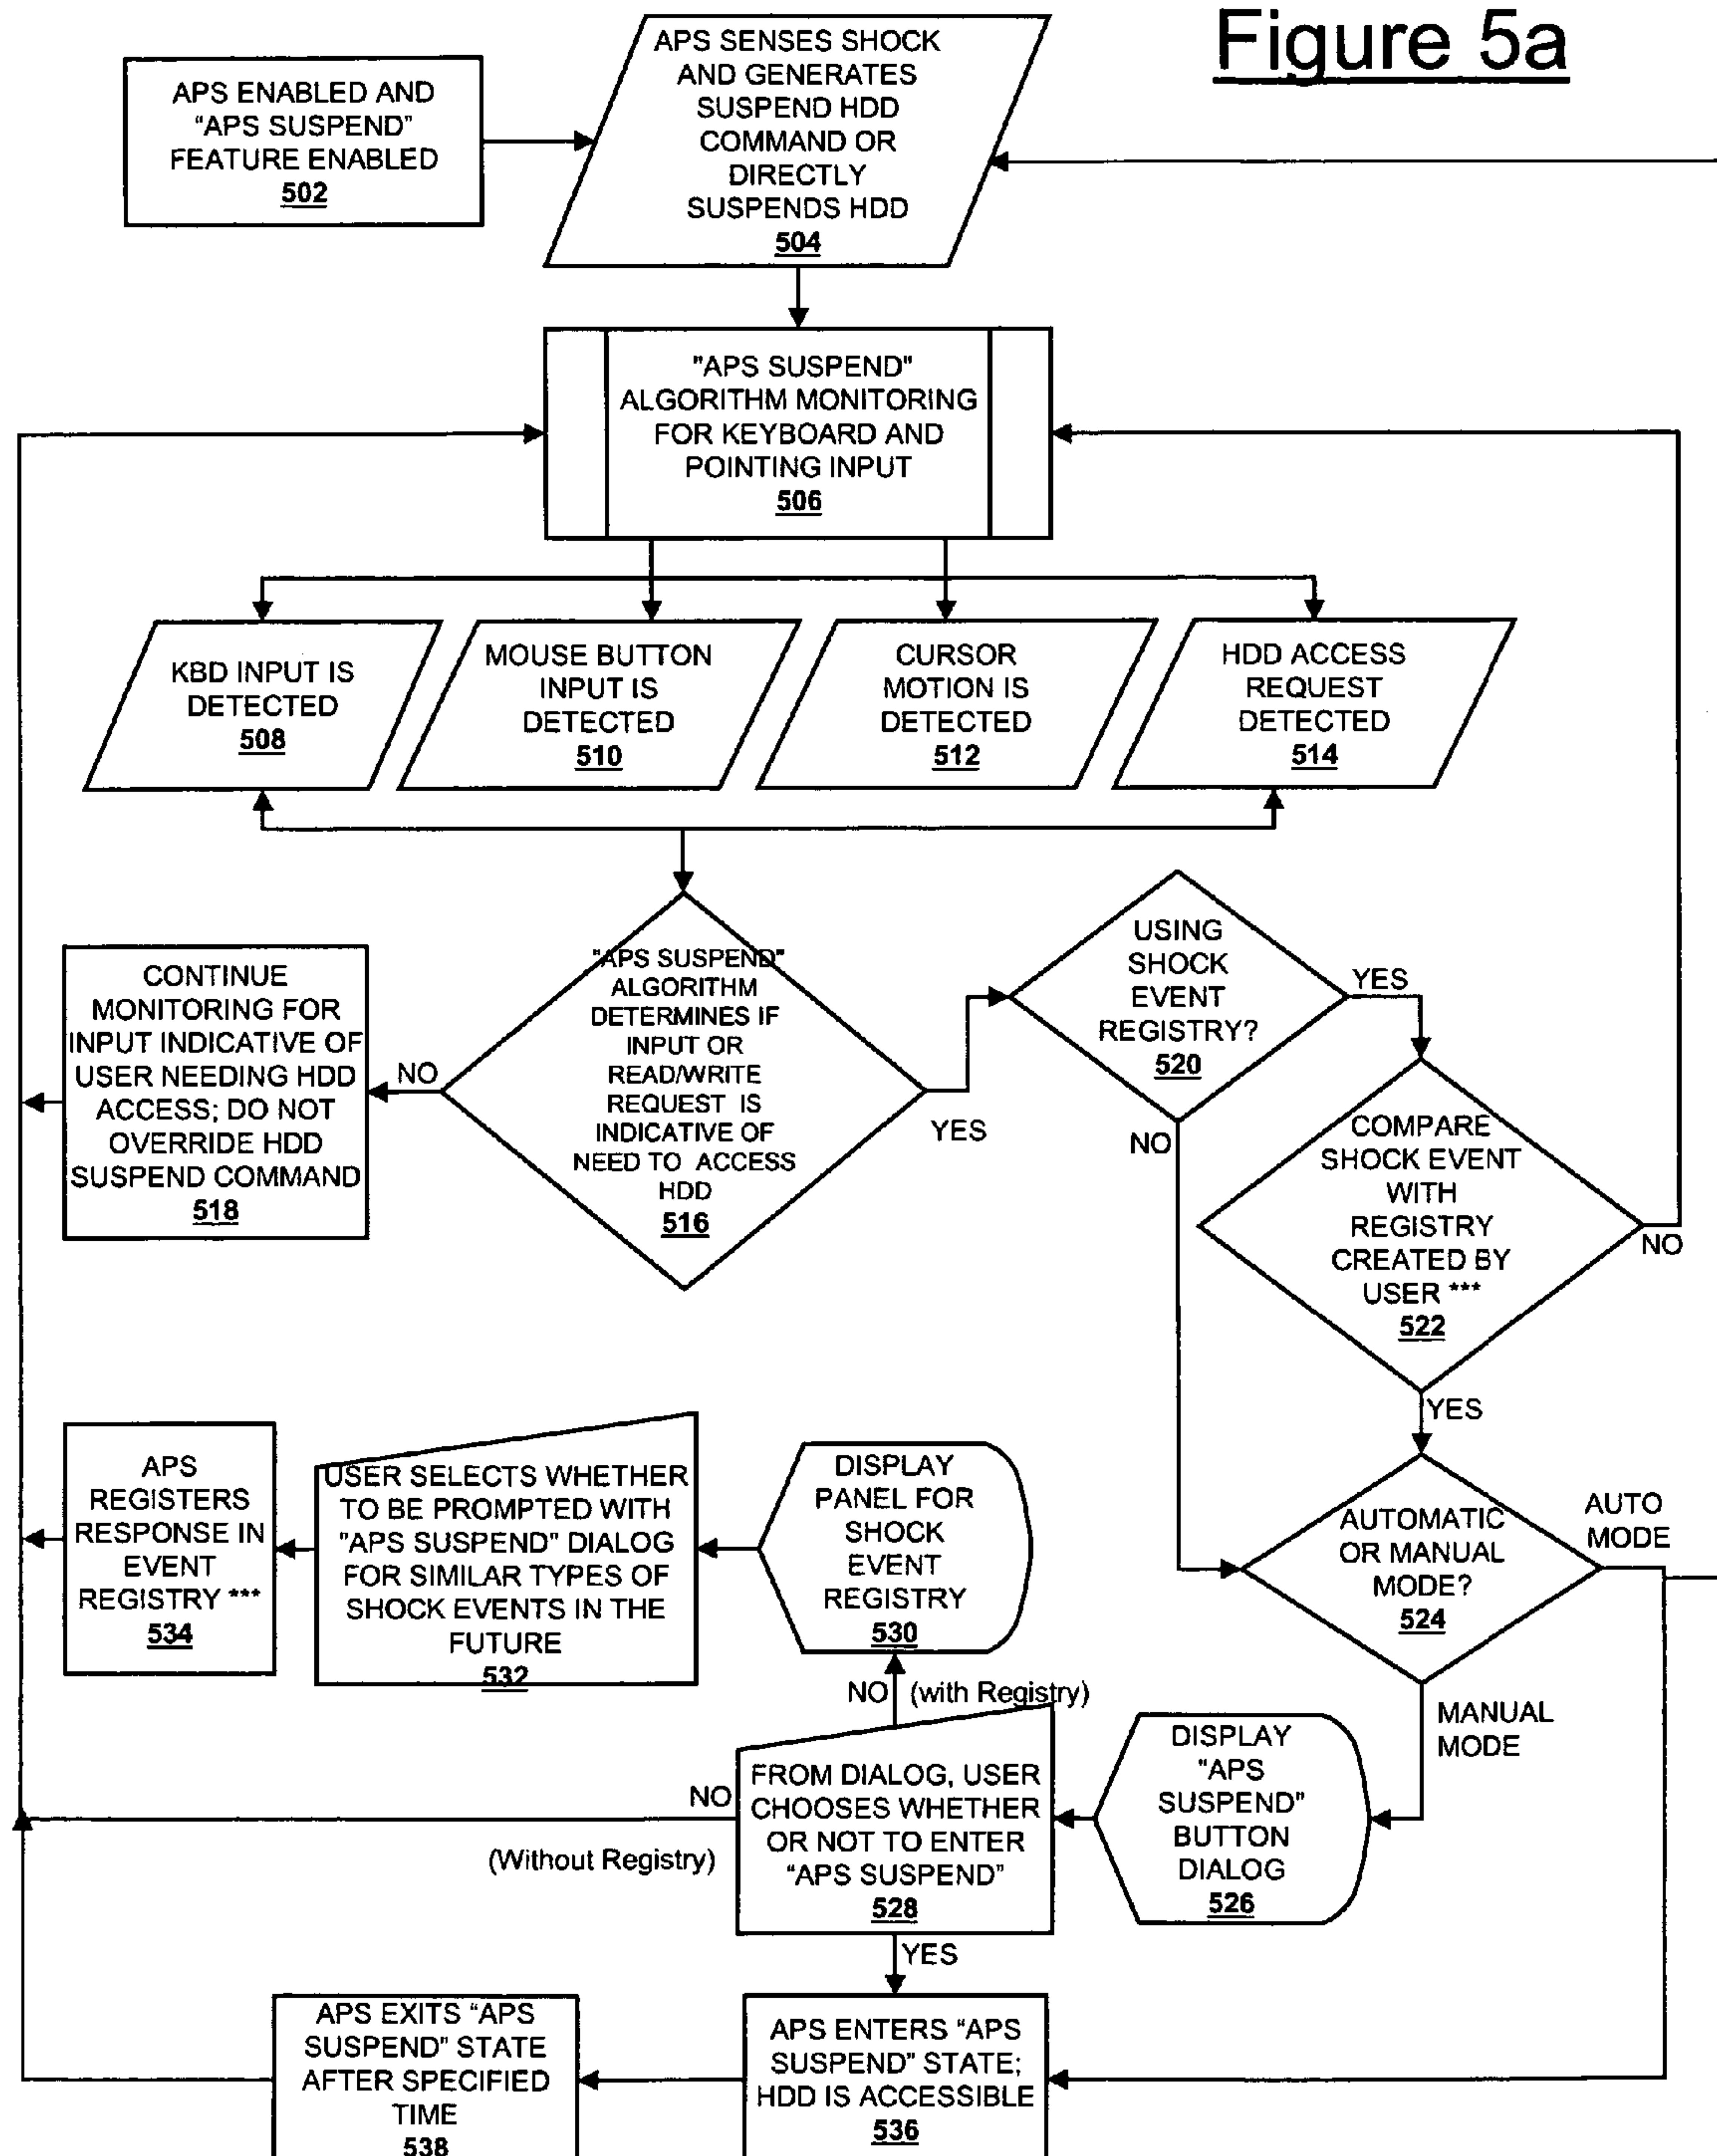 Figure 5a
APS ENABLED AND
“APS SUSPEND”
FEATURE ENABLED
502
APS SENSES SHOCK
AND GENERATES
SUSPEND HDD
COMMAND OR
DIRECTLY
SUSPENDS HDD
504
"APS SUSPEND"
ALGORITHM MONITORING
FOR KEYBOARD AND
POINTING INPUT
506
KBD INPUT IS
DETECTED
508
MOUSE BUTTON
INPUT IS
DETECTED
510
CURSOR
MOTION IS
DETECTED
512
HDD ACCESS
REQUEST
DETECTED
514
"APS SUSPEND"
ALGORITHM
DETERMINES IF
INPUT OR
READ/WRITE
REQUEST IS
INDICATIVE OF
NEED TO ACCESS
HDD
516
NO
YES
CONTINUE
MONITORING FOR
INPUT INDICATIVE OF
USER NEEDING HDD
ACCESS; DO NOT
OVERRIDE HDD
SUSPEND COMMAND
518
USING
SHOCK
EVENT
REGISTRY?
520
YES
NO
COMPARE
SHOCK EVENT
WITH
REGISTRY
CREATED BY
USER ***
522
NO
YES
AUTOMATIC
OR MANUAL
MODE?
524
AUTO
MODE
MANUAL
MODE
DISPLAY
"APS
SUSPEND"
BUTTON
DIALOG
526
FROM DIALOG, USER
CHOOSES WHETHER
OR NOT TO ENTER
“APS SUSPEND”
528
NO (with Registry)
NO
(Without Registry)
YES
DISPLAY
PANEL FOR
SHOCK
EVENT
REGISTRY
530
USER SELECTS WHETHER
TO BE PROMPTED WITH
"APS SUSPEND" DIALOG
FOR SIMILAR TYPES OF
SHOCK EVENTS IN THE
FUTURE
532
APS
REGISTERS
RESPONSE IN
EVENT
REGISTRY ***
534
APS ENTERS “APS
SUSPEND” STATE;
HDD IS ACCESSIBLE
536
APS EXITS “APS
SUSPEND” STATE
AFTER SPECIFIED
TIME
538